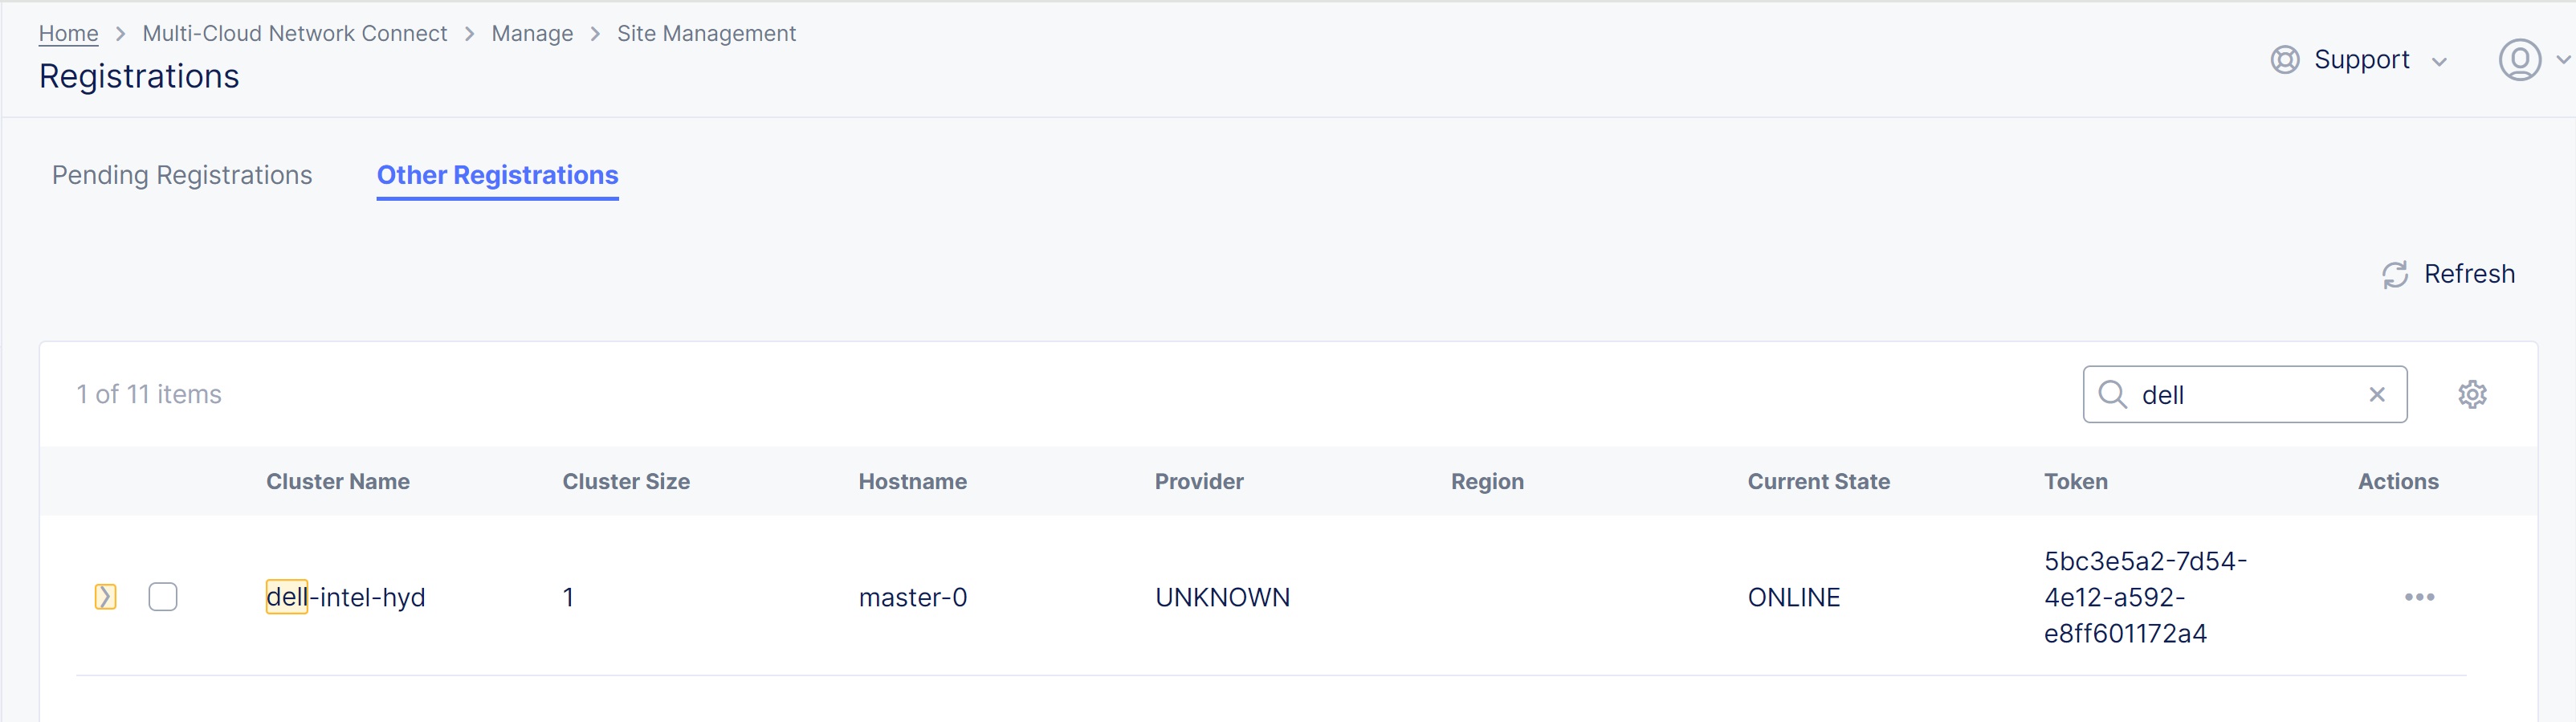 Home > Multi-Cloud Network Connect > Manage > Site Management
Registrations
Support
Pending Registrations Other Registrations
Refresh
1 of 11 items
dell
Cluster Name Cluster Size Hostname Provider Region Current State Token Actions
dell-intel-hyd 1 master-0 UNKNOWN ONLINE 5bc3e5a2-7d54-
4e12-a592-
e8ff601172a4